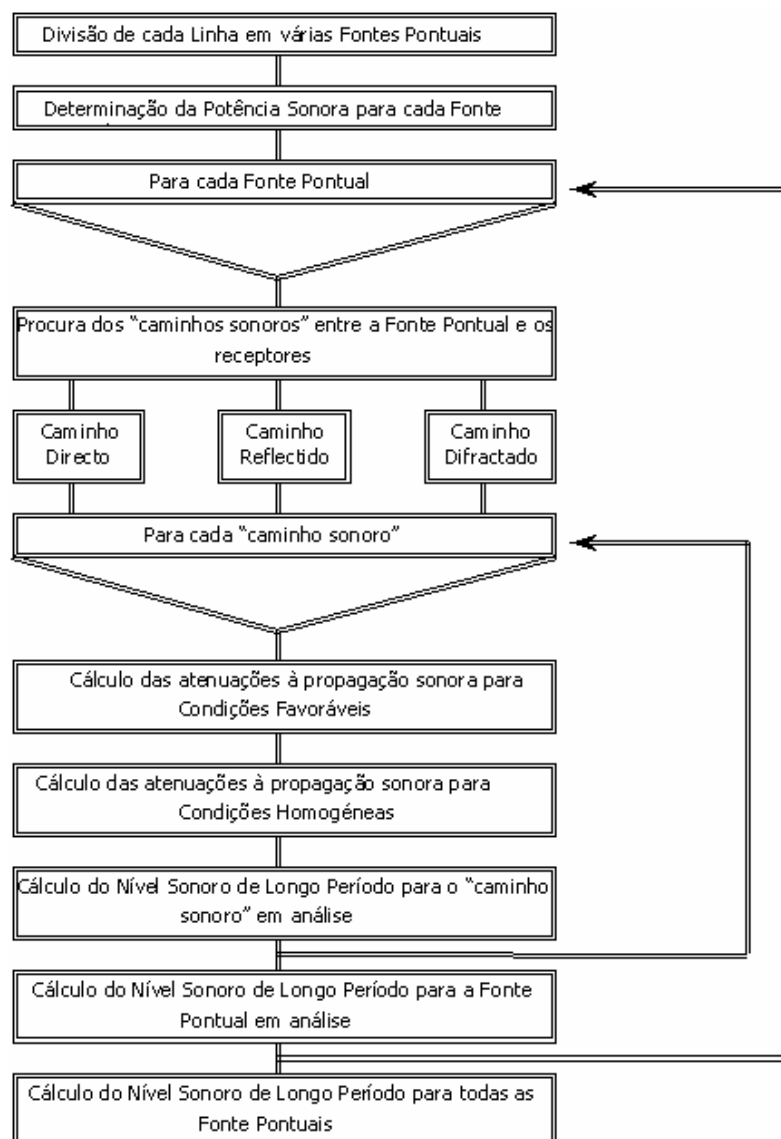 Divisão de cada Linha em várias Fontes Pontuais
Determinação da Potência Sonora para cada Fonte
Para cada Fonte Pontual
Procura dos “caminhos sonoros” entre a Fonte Pontual e os
receptores
Caminho
Directo
Caminho
Reflectido
Caminho
Difractado
Para cada “caminho sonoro”
Cálculo das atenuações à propagação sonora para
Condições Favoráveis
Cálculo das atenuações à propagação sonora para
Condições Homogéneas
Cálculo do Nível Sonoro de Longo Período para o “caminho
sonoro” em análise
Cálculo do Nível Sonoro de Longo Período para a Fonte
Pontual em análise
Cálculo do Nível Sonoro de Longo Período para todas as
Fonte Pontuais